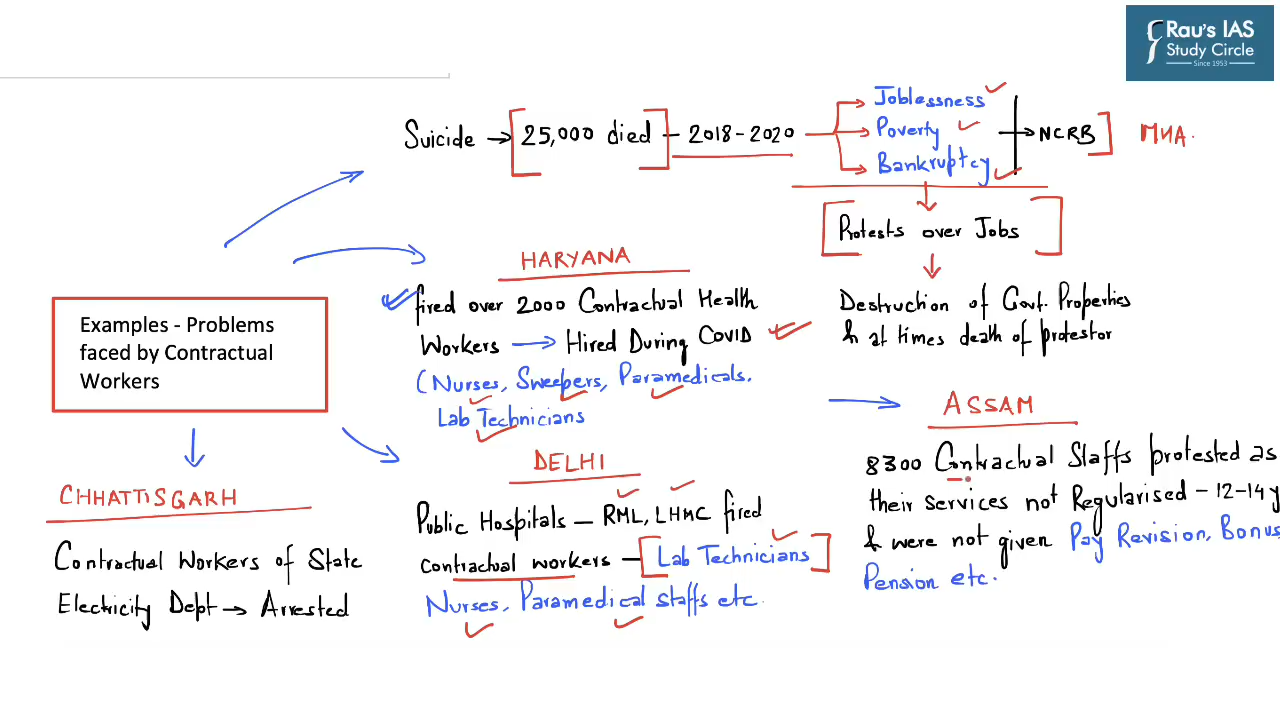 Rau's IAS
Study Circle
Since 1953
Suicide → [25,000 died] - 2018-2020
Joblessness
Poverty
Bankruptcy
→ NCRB] MHA.
[Protests over Jobs]
Destruction of Govt. Properties
& at times death of protestor
Examples - Problems
faced by Contractual
Workers
HARYANA
fired over 2000 Contractual Health
Workers → Hired During COVID
(Nurses, Sweepers, Paramedicals.
Lab Technicians
DELHI
Public Hospitals - RML, LHMC fired
contractual workers - [Lab Technicians]
Nurses, Paramedical staffs etc.
ASSAM
8300 Contractual Staffs protested as
their services not Regularised - 12-14y
& were not given Pay Revision, Bonus
Pension etc.
CHHATTISGARH
Contractual Workers of State
Electricity Dept → Arrested